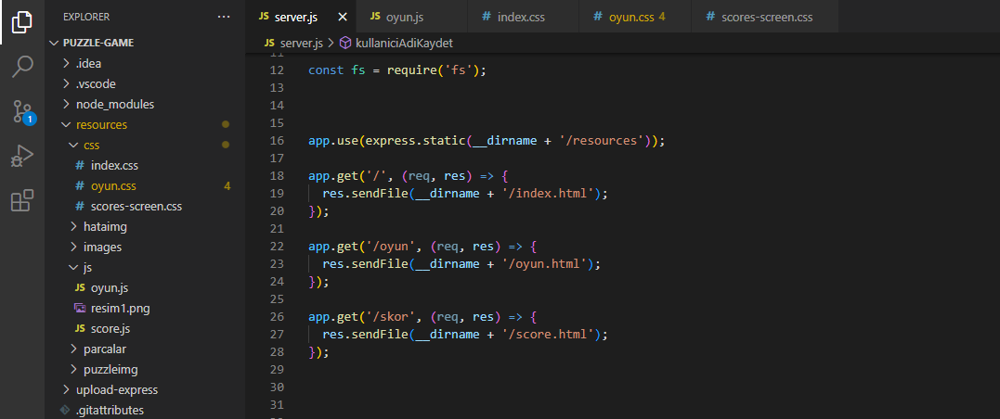 EXPLORER
PUZZLE-GAME
.idea
.vscode
node_modules
resources
css
# index.css
# oyun.css 4
# scores-screen.css
hataimg
images
js
JS oyun.js
resim1.png
JS score.js
parcalar
puzzleimg
upload-express
.gitattributes
1
JS server.js
JS oyun.js
# index.css
# oyun.css 4
# scores-screen.css
JS server.js > kullaniciAdiKaydet
11
12 const fs = require('fs');
13
14
15
16 app.use(express.static(__dirname + '/resources'));
17
18 app.get('/', (req, res) => {
19 res.sendFile(__dirname + '/index.html');
20 });
21
22 app.get('/oyun', (req, res) => {
23 res.sendFile(__dirname + '/oyun.html');
24 });
25
26 app.get('/skor', (req, res) => {
27 res.sendFile(__dirname + '/score.html');
28 });
29
30
31